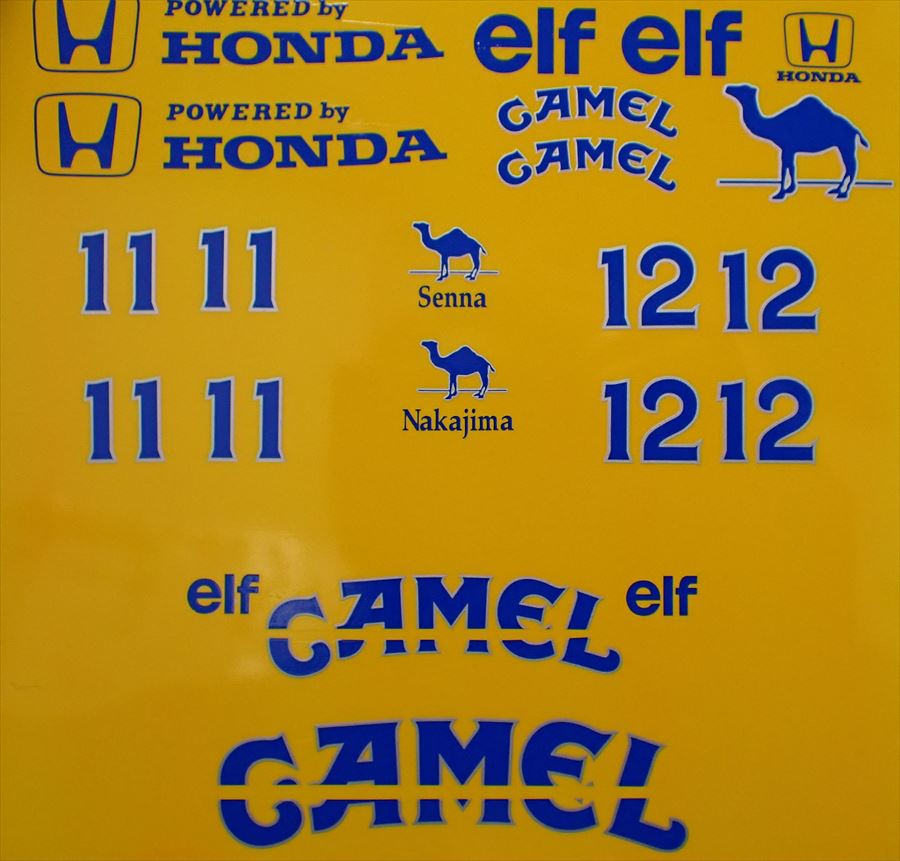 POWERED by
HONDA
elf elf
HONDA
POWERED by
HONDA
CAMEL
CAMEL
11 11
Senna
12 12
Nakajima
11 11
12 12
elf CAMEL elf
CAMEL